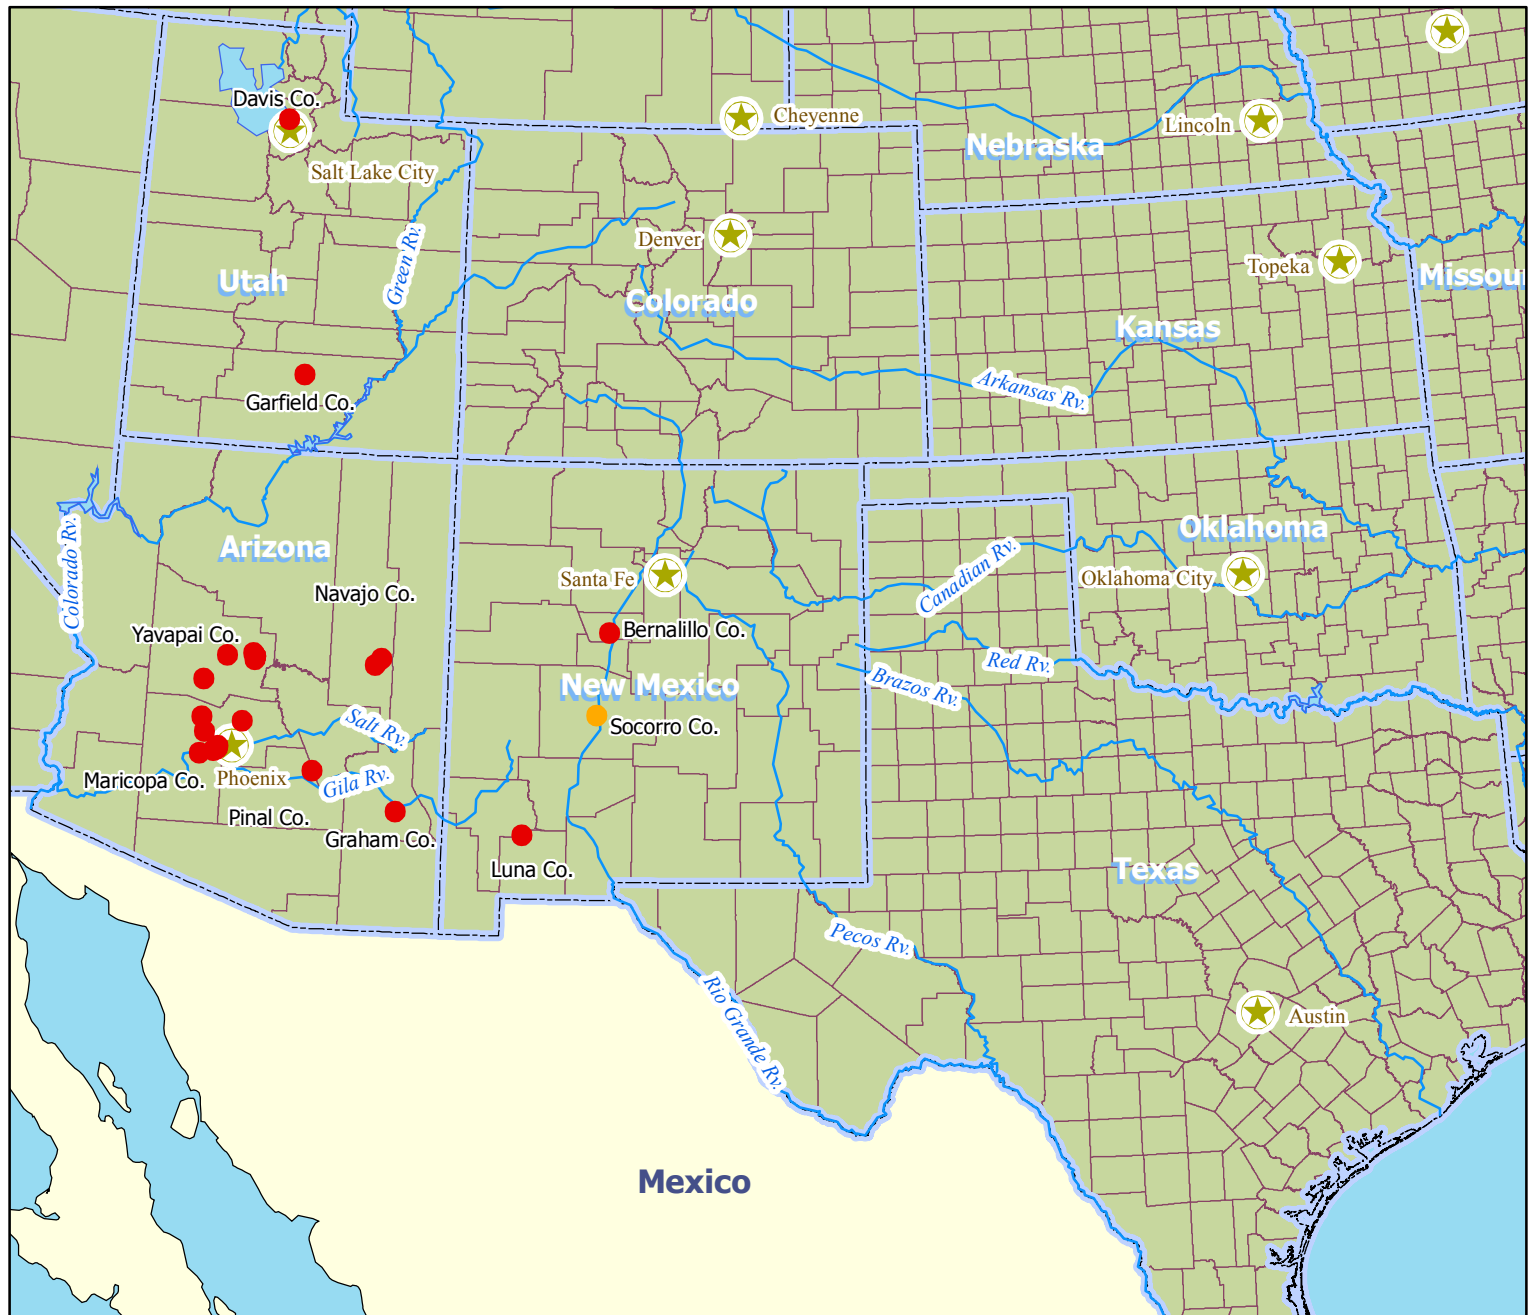 Davis Co.
Cheyenne
Lincoln
Nebraska
Salt Lake City
Green Rv.
Denver
Topeka
Utah
Missour
Colorado
Kansas
Arkansas Rv.
Garfield Co.
Colorado Rv.
Arizona
Oklahoma
Canadian Rv.
Santa Fe
Oklahoma City
Navajo Co.
Yavapai Co.
Bernalillo Co.
Red Rv.
New Mexico
Brazos Rv.
Salt Rv.
Socorro Co.
Maricopa Co.
Phoenix
Gila Rv.
Pinal Co.
Graham Co.
Luna Co.
Texas
Pecos Rv.
Rio Grande Rv.
Austin
Mexico